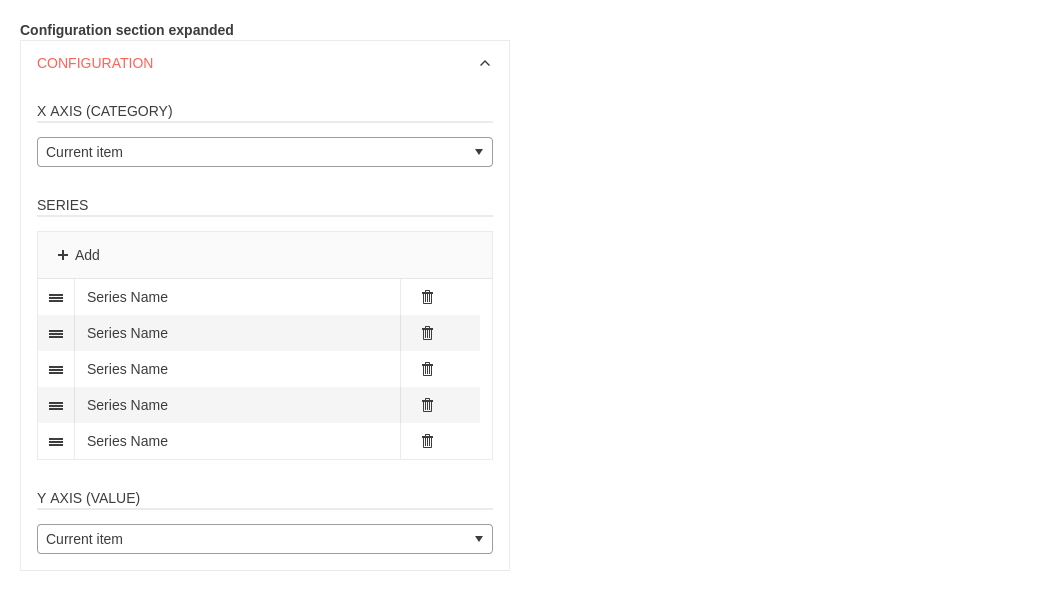 Configuration section expanded
CONFIGURATION
X AXIS (CATEGORY)
Current item
SERIES
Add
Series Name
Series Name
Series Name
Series Name
Series Name
Y AXIS (VALUE)
Current item